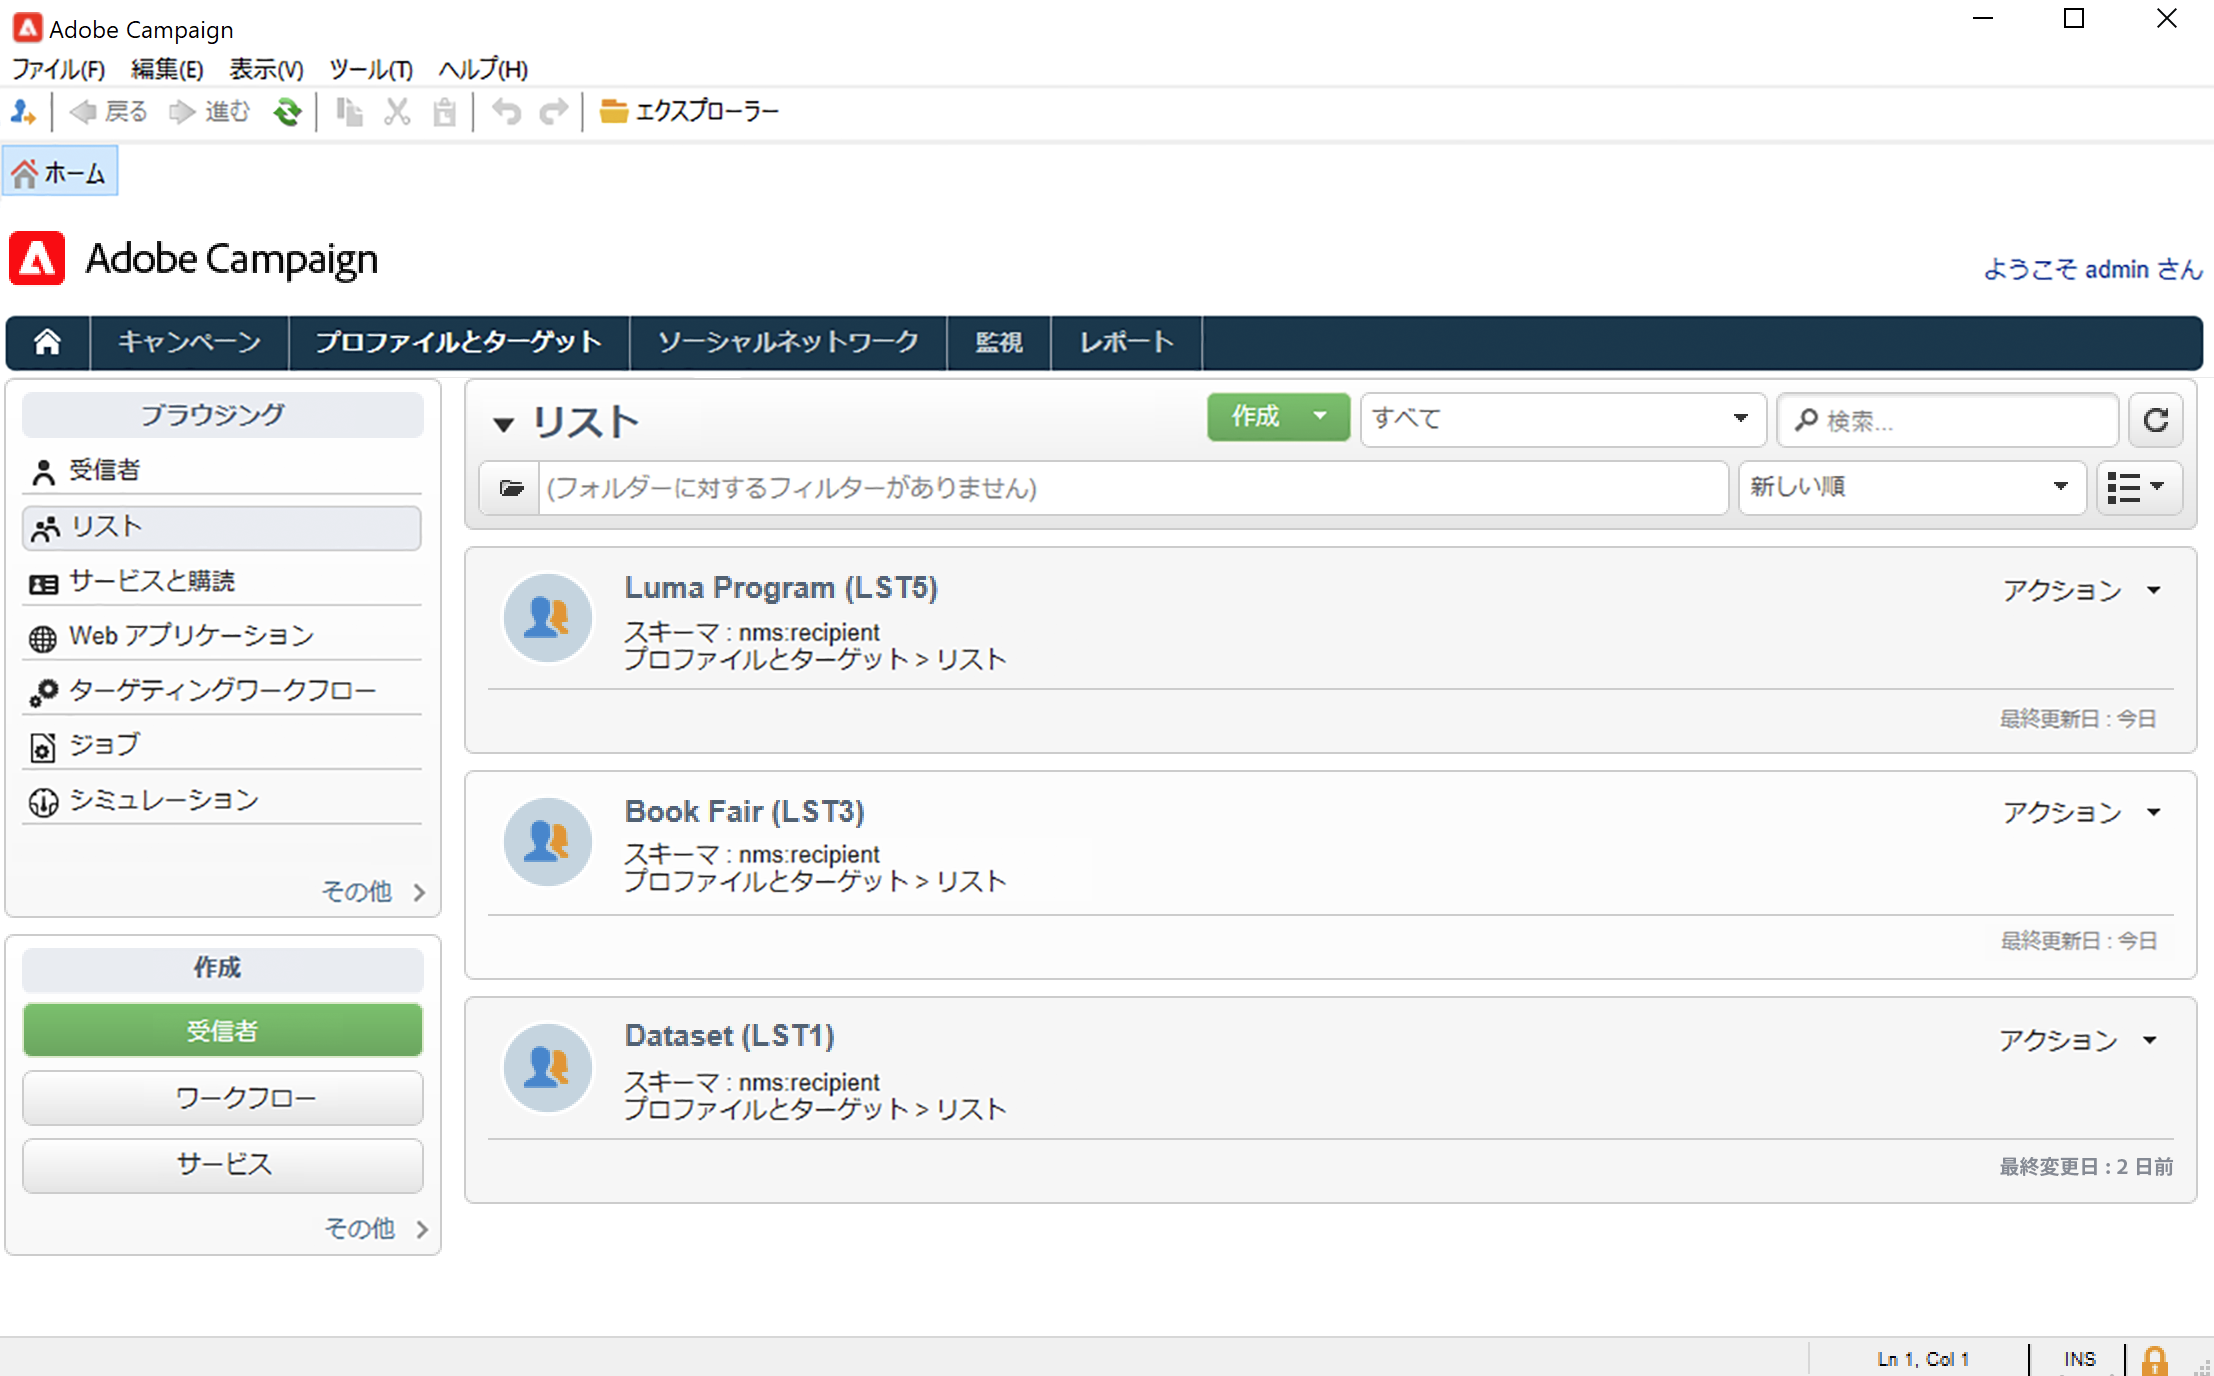 Adobe Campaign
ファイル(F) 編集(E) 表示(V) ツール(T) ヘルプ(H)
戻る 進む エクスプローラー
ホーム
Adobe Campaign
ようこそ admin さん
キャンペーン プロファイルとターゲット ソーシャルネットワーク 監視 レポート
ブラウジング
受信者
リスト
サービスと購読
Web アプリケーション
ターゲティングワークフロー
ジョブ
シミュレーション
その他
作成
受信者
ワークフロー
サービス
その他
リスト
作成 すべて 検索...
(フォルダーに対するフィルターがありません) 新しい順
Luma Program (LST5) アクション
スキーマ : nms:recipient
プロファイルとターゲット > リスト
最終更新日 : 今日
Book Fair (LST3) アクション
スキーマ : nms:recipient
プロファイルとターゲット > リスト
最終更新日 : 今日
Dataset (LST1) アクション
スキーマ : nms:recipient
プロファイルとターゲット > リスト
最終変更日 : 2 日前
Ln 1, Col 1 INS